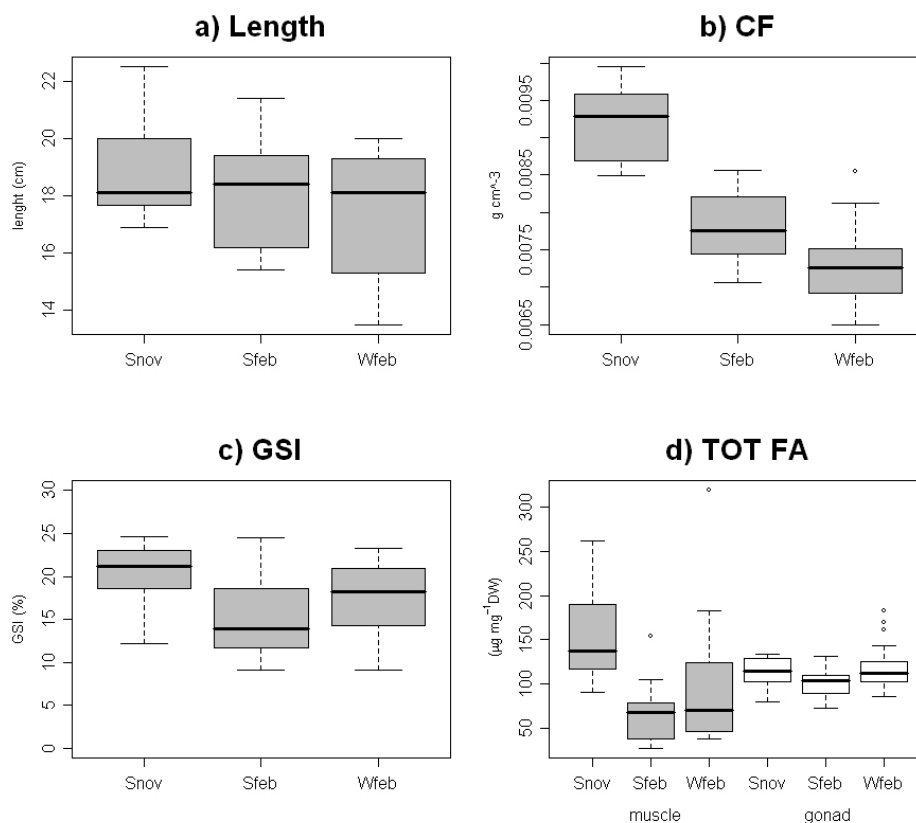 a) Length
lenght (cm)
22
20
18
16
14
Snov Sfeb Wfeb
b) CF
g cm^-3
0.0095
0.0085
0.0075
0.0065
Snov Sfeb Wfeb
c) GSI
GSI (%)
30
25
20
15
10
5
0
Snov Sfeb Wfeb
d) TOT FA
(µg mg⁻¹DW)
300
250
200
150
100
50
Snov Sfeb Wfeb Snov Sfeb Wfeb
muscle gonad